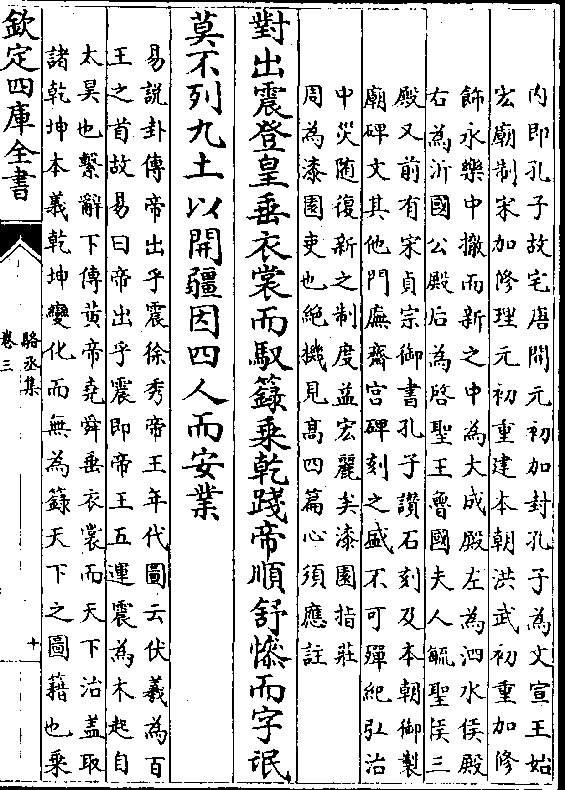 內即孔子故宅唐開元初加封孔子為文宣王始
宏廟制宋加修理元初重建本朝洪武初重加修
飾永樂中撤而新之中為大成殿左為泗水侯殿
右為沂國公殿后為啓聖王魯國夫人毓聖侯三
殿又前有宋貞宗御書孔子讃石刻及本朝御製
廟碑文其他門廡齋宫碑刻之盛不可殫紀弘治
中災随復新之制度益宏麗矣漆園指莊
周為漆園吏也絶機見髙四篇心須應註
對出震登皇垂衣裳而馭籙乘乾踐帝順舒慘而字氓
莫不列九土以開疆因四人而安業
易説卦傳帝出乎震徐秀帝王年代圖云伏羲為百
王之首故易曰帝出乎震即帝王五運震為木起自
太昊也繫辭下傳黄帝堯舜垂衣裳而天下治盖取
諸乾坤本義乾坤變化而無為籙天下之圖籍也乗
欽定四庫全書
駱丞集
卷三
十